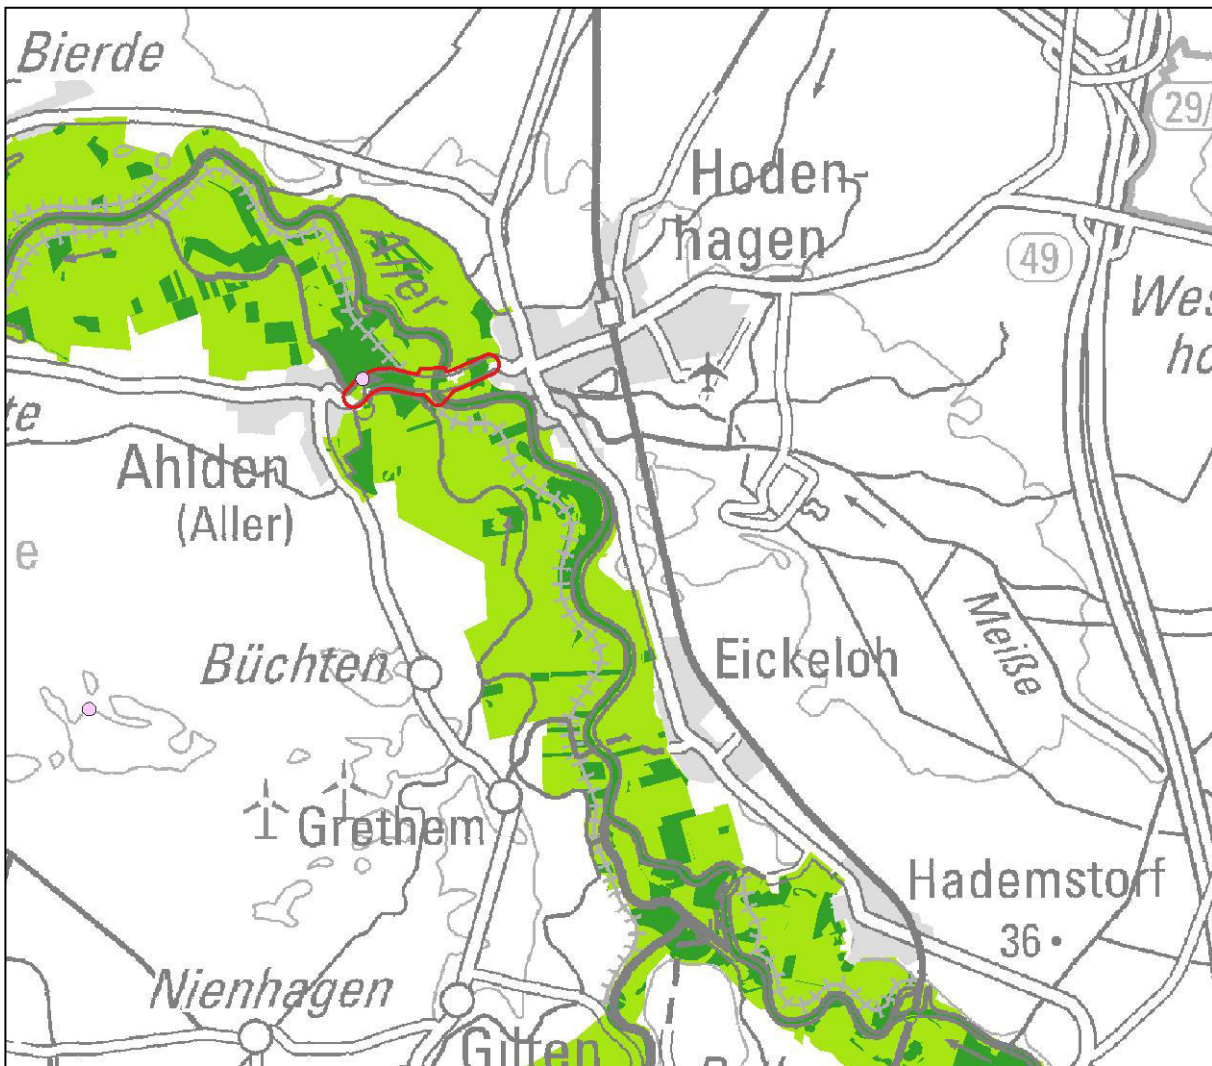 Bierde
29/
Hoden-
hagen
Aller
49
Wes
ho
te
Ahlden
(Aller)
e
Meiße
Eickeloh
Büchten
Grethem
Hademstorf
36
Nienhagen
Gilten